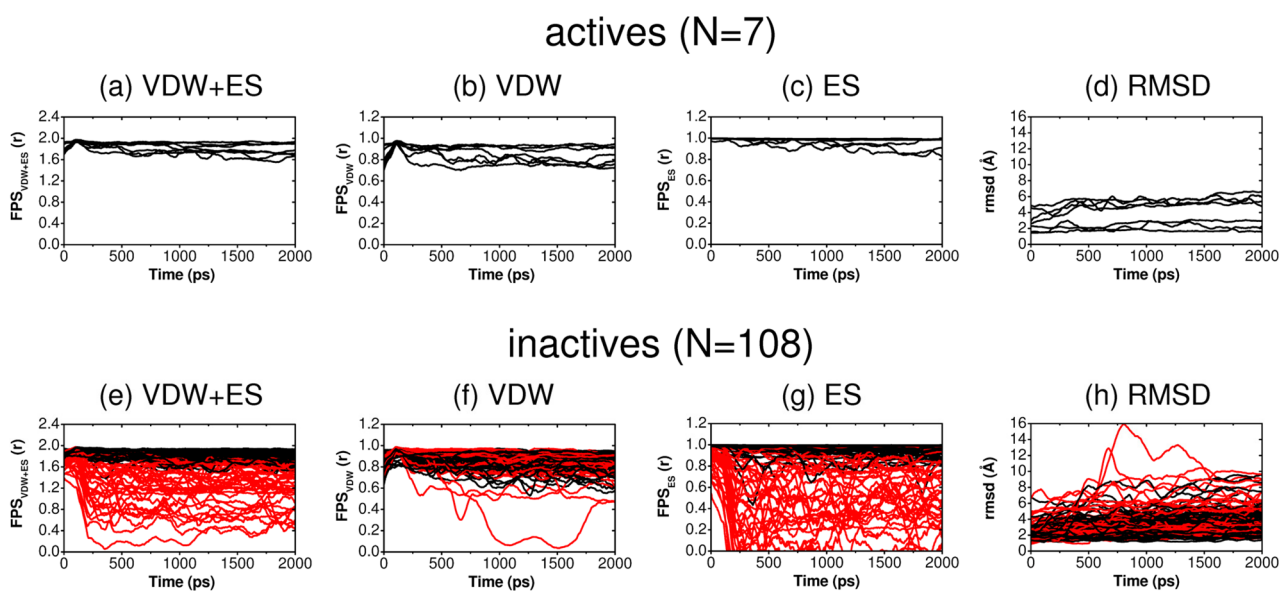 actives (N=7)
(a) VDW+ES
(b) VDW
(c) ES
(d) RMSD
FPS_VDW+ES (r)
2.4
2.0
1.6
1.2
0.8
0.4
0.0
0 500 1000 1500 2000
Time (ps)
FPS_VDW (r)
1.2
1.0
0.8
0.6
0.4
0.2
0.0
0 500 1000 1500 2000
Time (ps)
FPS_ES (r)
1.2
1.0
0.8
0.6
0.4
0.2
0.0
0 500 1000 1500 2000
Time (ps)
rmsd (Å)
16
14
12
10
8
6
4
2
0
0 500 1000 1500 2000
Time (ps)
inactives (N=108)
(e) VDW+ES
(f) VDW
(g) ES
(h) RMSD
FPS_VDW+ES (r)
2.4
2.0
1.6
1.2
0.8
0.4
0.0
0 500 1000 1500 2000
Time (ps)
FPS_VDW (r)
1.2
1.0
0.8
0.6
0.4
0.2
0.0
0 500 1000 1500 2000
Time (ps)
FPS_ES (r)
1.2
1.0
0.8
0.6
0.4
0.2
0.0
0 500 1000 1500 2000
Time (ps)
rmsd (Å)
16
14
12
10
8
6
4
2
0
0 500 1000 1500 2000
Time (ps)